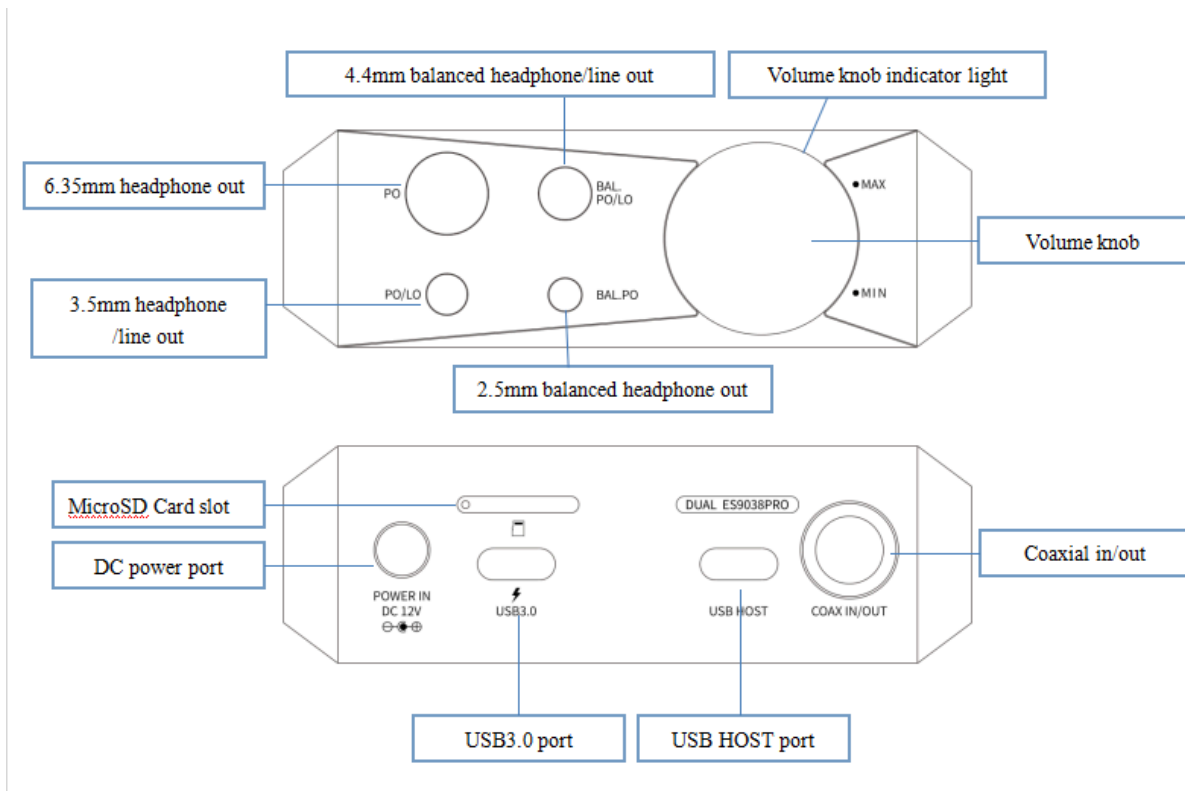 4.4mm balanced headphone/line out
Volume knob indicator light
6.35mm headphone out
PO
BAL.
PO/LO
MAX
Volume knob
3.5mm headphone
/line out
PO/LO
BAL.PO
MIN
2.5mm balanced headphone out
MicroSD Card slot
DUAL ES9038PRO
DC power port
Coaxial in/out
POWER IN
DC 12V
USB3.0
USB HOST
COAX IN/OUT
USB3.0 port
USB HOST port